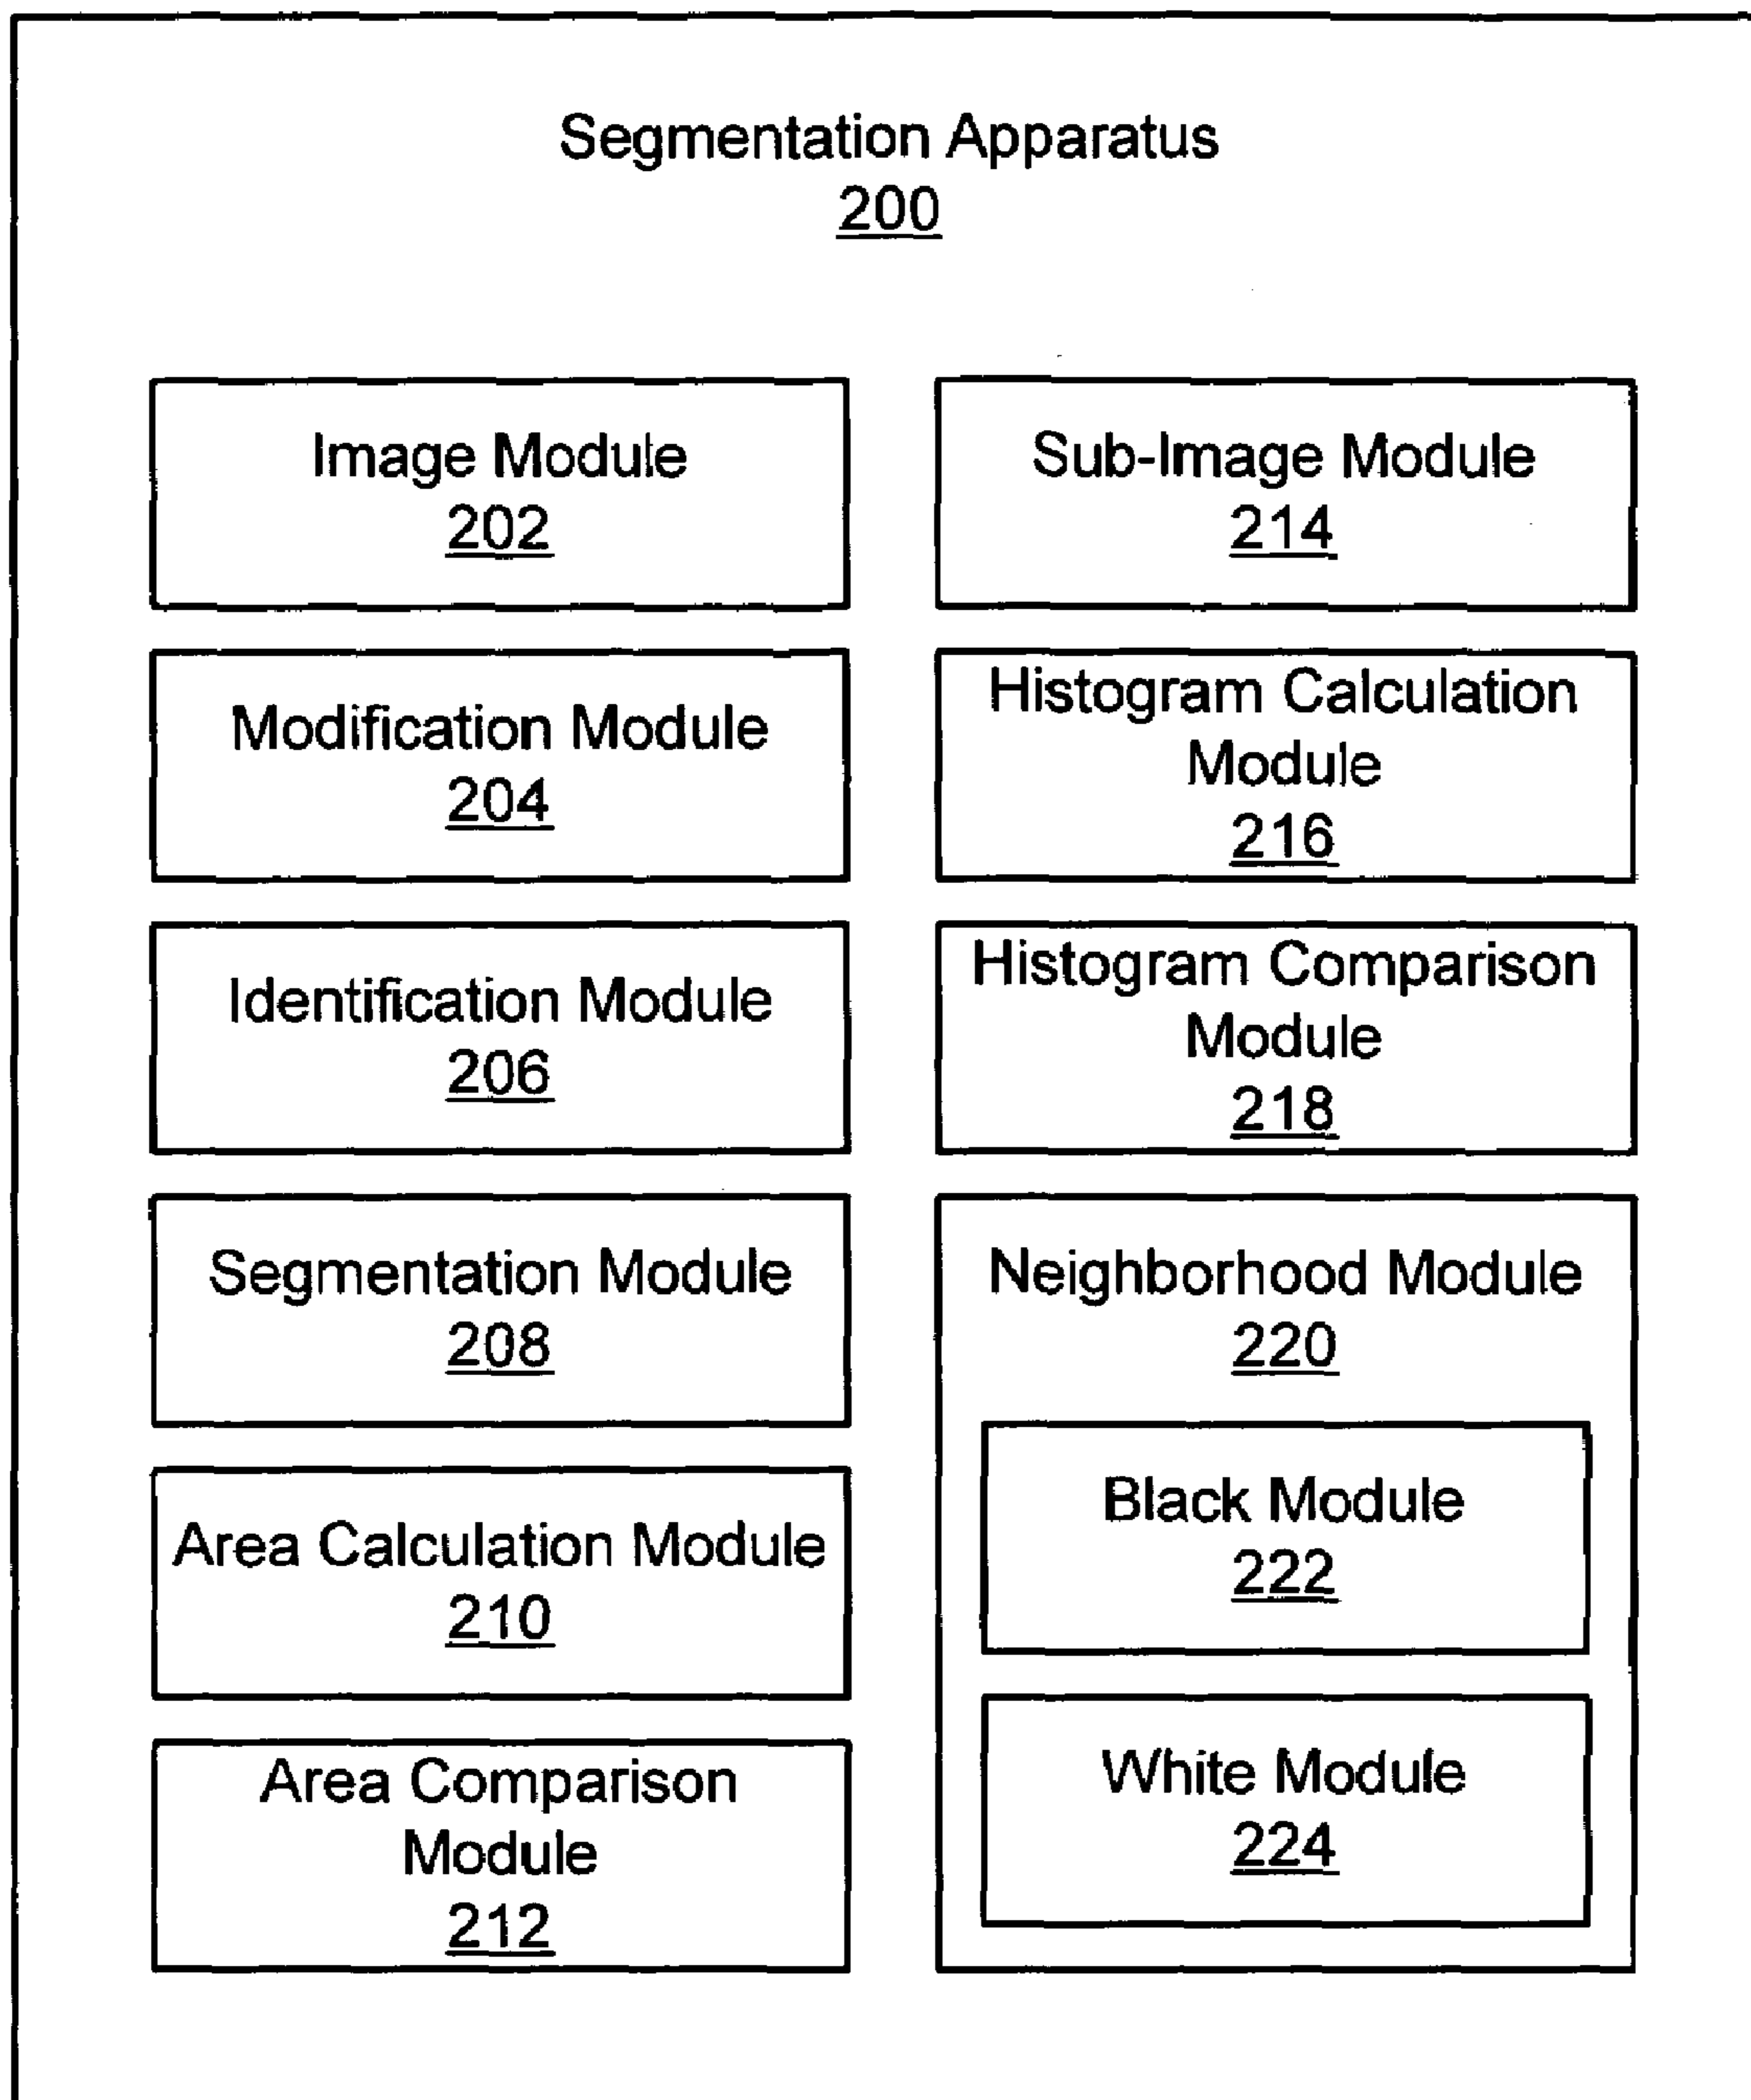 Segmentation Apparatus
200
Image Module
202
Modification Module
204
Identification Module
206
Segmentation Module
208
Area Calculation Module
210
Area Comparison
Module
212
Sub-Image Module
214
Histogram Calculation
Module
216
Histogram Comparison
Module
218
Neighborhood Module
220
Black Module
222
White Module
224